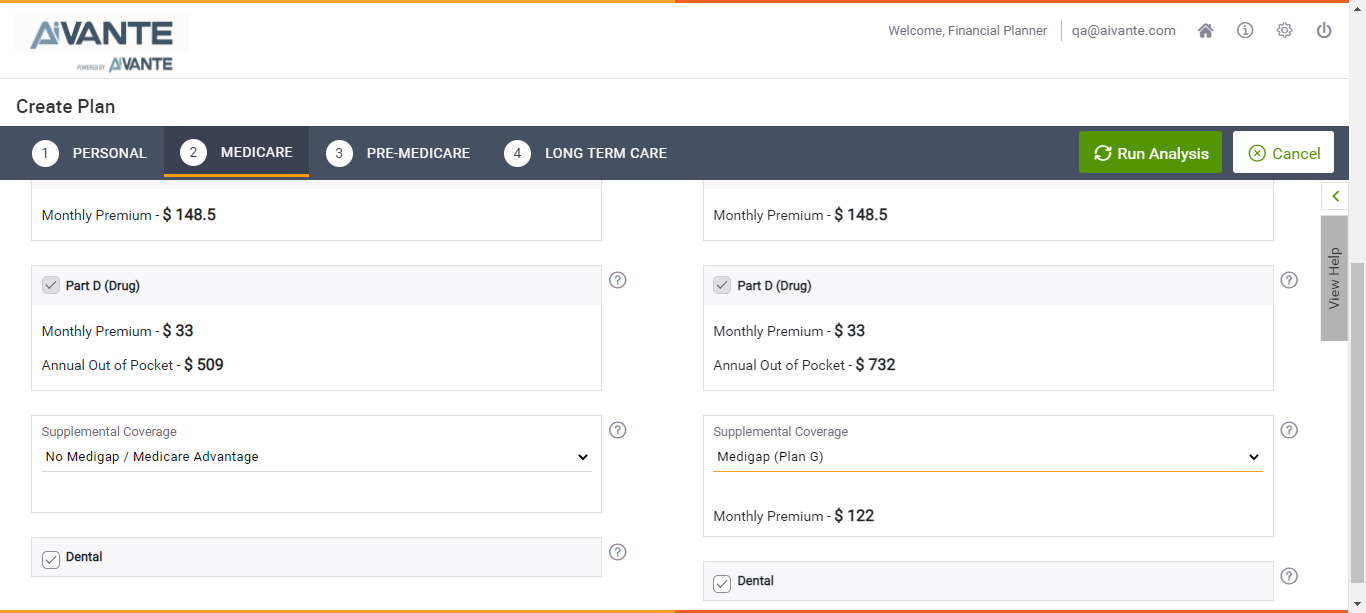 AiVANTE
POWERED BY AiVANTE
Welcome, Financial Planner
qa@aivante.com
Create Plan
1 PERSONAL
2 MEDICARE
3 PRE-MEDICARE
4 LONG TERM CARE
Run Analysis
Cancel
Monthly Premium - $ 148.5
Monthly Premium - $ 148.5
View Help
Part D (Drug)
Monthly Premium - $ 33
Annual Out of Pocket - $ 509
Part D (Drug)
Monthly Premium - $ 33
Annual Out of Pocket - $ 732
Supplemental Coverage
No Medigap / Medicare Advantage
Supplemental Coverage
Medigap (Plan G)
Monthly Premium - $ 122
Dental
Dental